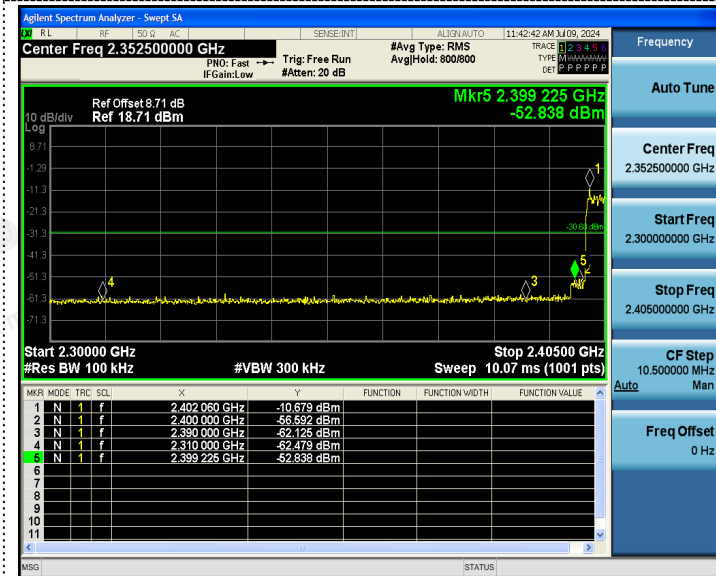 Agilent Spectrum Analyzer - Swept SA
LXI RL RF 50 Ω AC SENSE:INT ALIGN AUTO 11:42:42 AM Jul 09, 2024
Center Freq 2.352500000 GHz
PNO: Fast
IFGain:Low
Trig: Free Run
#Atten: 20 dB
#Avg Type: RMS
Avg|Hold: 800/800
TRACE 1 2 3 4 5 6
TYPE M
DET P P P P P P
Ref Offset 8.71 dB
10 dB/div Ref 18.71 dBm
Log
Mkr5 2.399 225 GHz
-52.838 dBm
8.71
-1.29
-11.3
-21.3
-31.3
-41.3
-51.3
-61.3
-71.3
-30.68 dBm
1
2
3
4
5
Start 2.30000 GHz Stop 2.40500 GHz
#Res BW 100 kHz #VBW 300 kHz Sweep 10.07 ms (1001 pts)
MKR MODE TRC SCL X Y FUNCTION FUNCTION WIDTH FUNCTION VALUE
1 N 1 f 2.402 060 GHz -10.679 dBm
2 N 1 f 2.400 000 GHz -56.592 dBm
3 N 1 f 2.390 000 GHz -62.125 dBm
4 N 1 f 2.310 000 GHz -62.479 dBm
5 N 1 f 2.399 225 GHz -52.838 dBm
6
7
8
9
10
11
MSG STATUS
Frequency
Auto Tune
Center Freq
2.352500000 GHz
Start Freq
2.300000000 GHz
Stop Freq
2.405000000 GHz
CF Step
10.500000 MHz
Auto Man
Freq Offset
0 Hz